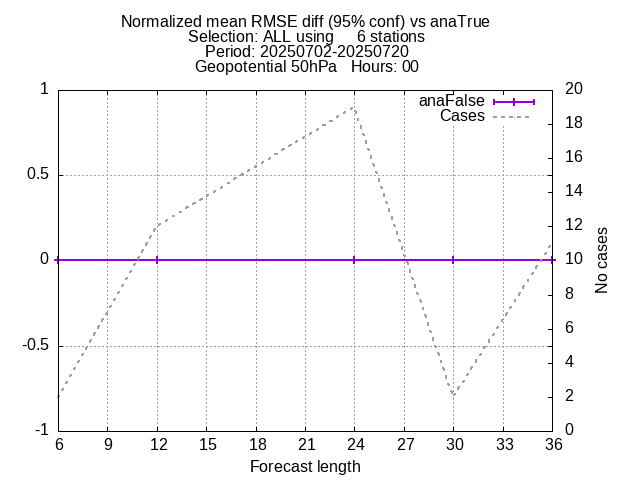 Normalized mean RMSE diff (95% conf) vs anaTrue
Selection: ALL using     6 stations
Period: 20250702-20250720
Geopotential 50hPa   Hours: 00
anaFalse
Cases
1
0.5
0
-0.5
-1
20
18
16
14
12
10
8
6
4
2
0
No cases
6 9 12 15 18 21 24 27 30 33 36
Forecast length